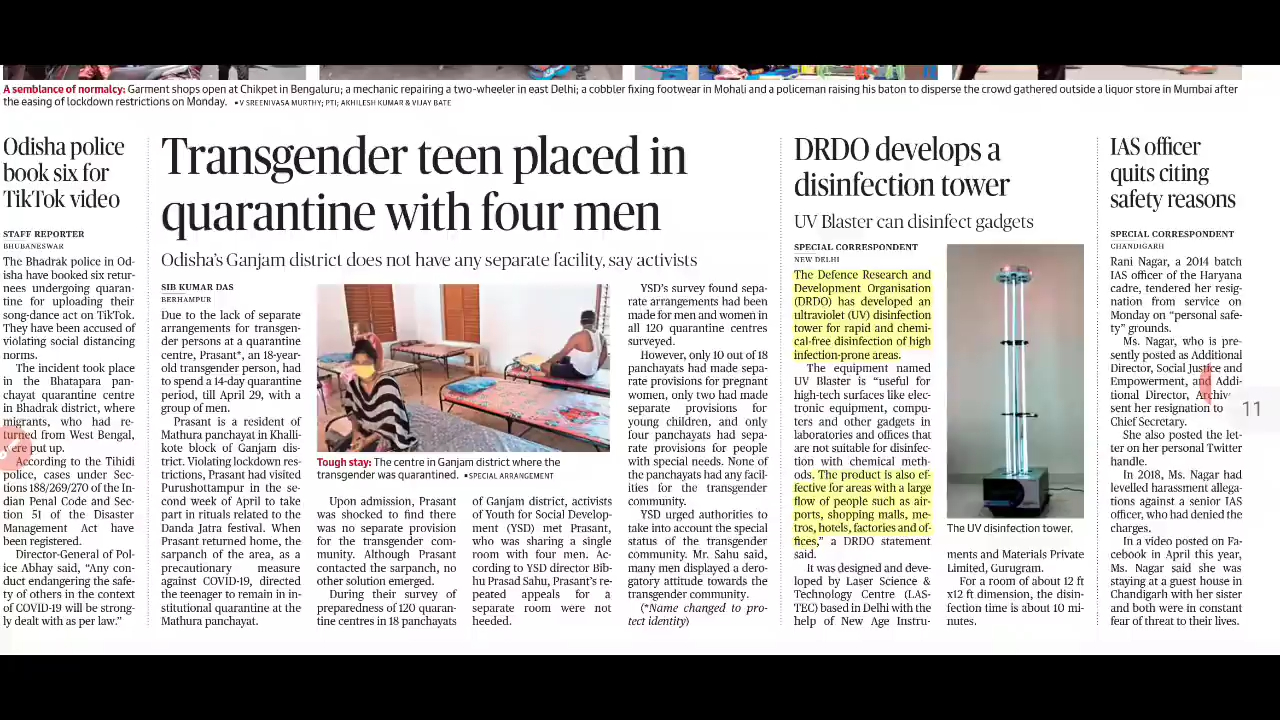 A semblance of normalcy: Garment shops open at Chikpet in Bengaluru; a mechanic repairing a two-wheeler in east Delhi; a cobbler fixing footwear in Mohali and a policeman raising his baton to disperse the crowd gathered outside a liquor store in Mumbai after
the easing of lockdown restrictions on Monday. ▪ V SREENIVASA MURTHY; PTI; AKHILESH KUMAR & VIJAY BATE
Odisha police
book six for
TikTok video
STAFF REPORTER
BHUBANESWAR
The Bhadrak police in Od-
isha have booked six retur-
nees undergoing quaran-
tine for uploading their
song-dance act on TikTok.
They have been accused of
violating social distancing
norms.
The incident took place
in the Bhatapara pan-
chayat quarantine centre
in Bhadrak district, where
migrants, who had re-
turned from West Bengal,
were put up.
According to the Tihidi
police, cases under Sec-
tions 188/269/270 of the In-
dian Penal Code and Sec-
tion 51 of the Disaster
Management Act have
been registered.
Director-General of Pol-
ice Abhay said, “Any con-
duct endangering the safe-
ty of others in the context
of COVID-19 will be strong-
ly dealt with as per law.”
Transgender teen placed in
quarantine with four men
Odisha’s Ganjam district does not have any separate facility, say activists
SIB KUMAR DAS
BERHAMPUR
Due to the lack of separate
arrangements for transgen-
der persons at a quarantine
centre, Prasant*, an 18-year-
old transgender person, had
to spend a 14-day quarantine
period, till April 29, with a
group of men.
Prasant is a resident of
Mathura panchayat in Khalli-
kote block of Ganjam dis-
trict. Violating lockdown res-
trictions, Prasant had visited
Purushottampur in the se-
cond week of April to take
part in rituals related to the
Danda Jatra festival. When
Prasant returned home, the
sarpanch of the area, as a
precautionary measure
against COVID-19, directed
the teenager to remain in in-
stitutional quarantine at the
Mathura panchayat.
Tough stay: The centre in Ganjam district where the
transgender was quarantined. ▪ SPECIAL ARRANGEMENT
Upon admission, Prasant
was shocked to find there
was no separate provision
for the transgender com-
munity. Although Prasant
contacted the sarpanch, no
other solution emerged.
During their survey of
preparedness of 120 quaran-
tine centres in 18 panchayats
of Ganjam district, activists
of Youth for Social Develop-
ment (YSD) met Prasant,
who was sharing a single
room with four men. Ac-
cording to YSD director Bib-
hu Prasad Sahu, Prasant’s re-
peated appeals for a
separate room were not
heeded.
YSD’s survey found sepa-
rate arrangements had been
made for men and women in
all 120 quarantine centres
surveyed.
However, only 10 out of 18
panchayats had made sepa-
rate provisions for pregnant
women, only two had made
separate provisions for
young children, and only
four panchayats had sepa-
rate provisions for people
with special needs. None of
the panchayats had any facil-
ities for the transgender
community.
YSD urged authorities to
take into account the special
status of the transgender
community. Mr. Sahu said,
many men displayed a dero-
gatory attitude towards the
transgender community.
(*Name changed to pro-
tect identity)
DRDO develops a
disinfection tower
UV Blaster can disinfect gadgets
SPECIAL CORRESPONDENT
NEW DELHI
The Defence Research and
Development Organisation
(DRDO) has developed an
ultraviolet (UV) disinfection
tower for rapid and chemi-
cal-free disinfection of high
infection-prone areas.
The equipment named
UV Blaster is “useful for
high-tech surfaces like elec-
tronic equipment, compu-
ters and other gadgets in
laboratories and offices that
are not suitable for disinfec-
tion with chemical meth-
ods. The product is also ef-
fective for areas with a large
flow of people such as air-
ports, shopping malls, me-
tros, hotels, factories and of-
fices,” a DRDO statement
said.
It was designed and deve-
loped by Laser Science &
Technology Centre (LAS-
TEC) based in Delhi with the
help of New Age Instru-
The UV disinfection tower.
ments and Materials Private
Limited, Gurugram.
For a room of about 12 ft
x12 ft dimension, the disin-
fection time is about 10 mi-
nutes.
IAS officer
quits citing
safety reasons
SPECIAL CORRESPONDENT
CHANDIGARH
Rani Nagar, a 2014 batch
IAS officer of the Haryana
cadre, tendered her resig-
nation from service on
Monday on “personal safe-
ty” grounds.
Ms. Nagar, who is pre-
sently posted as Additional
Director, Social Justice and
Empowerment, and Addi-
tional Director,
sent her resignation to
Chief Secretary.
She also posted the let-
ter on her personal Twitter
handle.
In 2018, Ms. Nagar had
levelled harassment allega-
tions against a senior IAS
officer, who had denied the
charges.
In a video posted on Fa-
cebook in April this year,
Ms. Nagar said she was
staying at a guest house in
Chandigarh with her sister
and both were in constant
fear of threat to their lives.
11